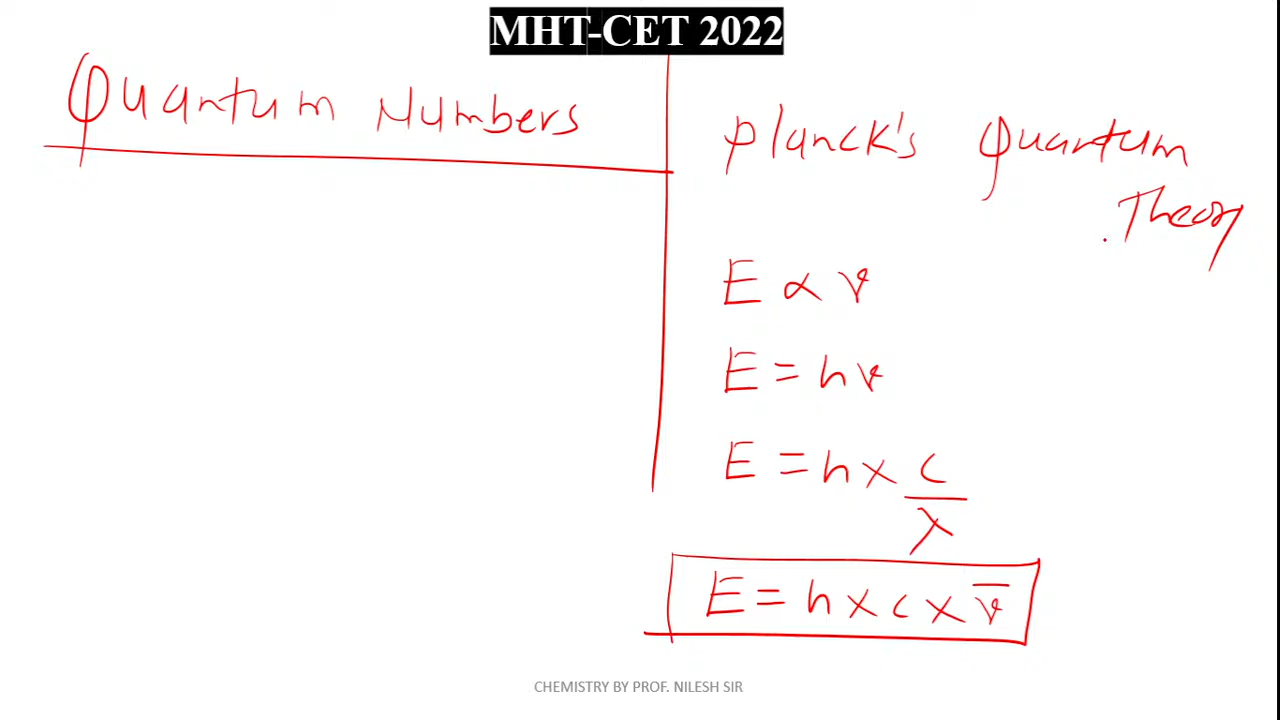 MHT-CET 2022
Quantum Numbers
Planck's Quantum
Theory
E ∝ ν
E = hν
E = h × c/λ
E = h × c × ν̅
CHEMISTRY BY PROF. NILESH SIR